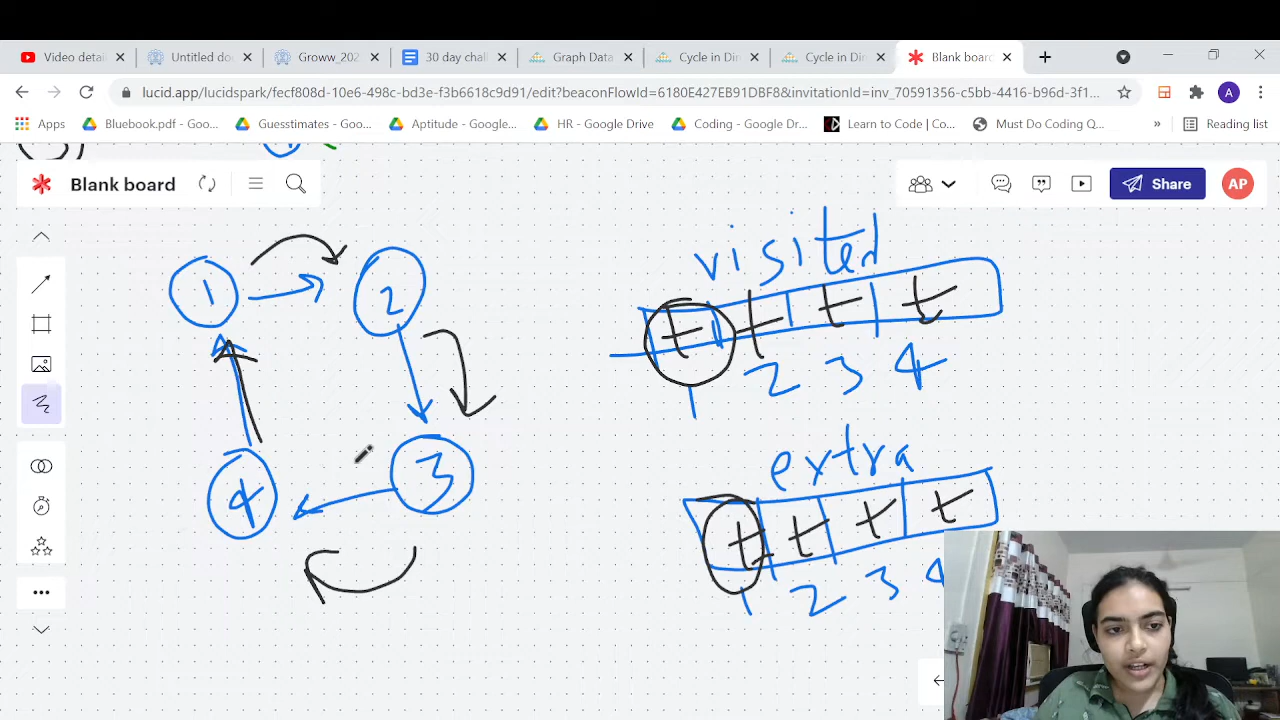 Video detai
Untitled do
Groww_202
30 day chall
Graph Data
Cycle in Dir
Cycle in Dir
Blank board
lucid.app/lucidspark/fecf808d-10e6-498c-bd3e-f3b6618c9d91/edit?beaconFlowId=6180E427EB91DBF8&invitationId=inv_70591356-c5bb-4416-b96d-3f1...
A
Apps
Bluebook.pdf - Go...
Guesstimates - Goo...
Aptitude - Google...
HR - Google Drive
Coding - Google Dr...
Learn to Code | Co...
Must Do Coding Q...
»
Reading list
Blank board
Share
AP
1
2
3
4
visited
t t t t
1 2 3 4
extra
t t t t
1 2 3 4